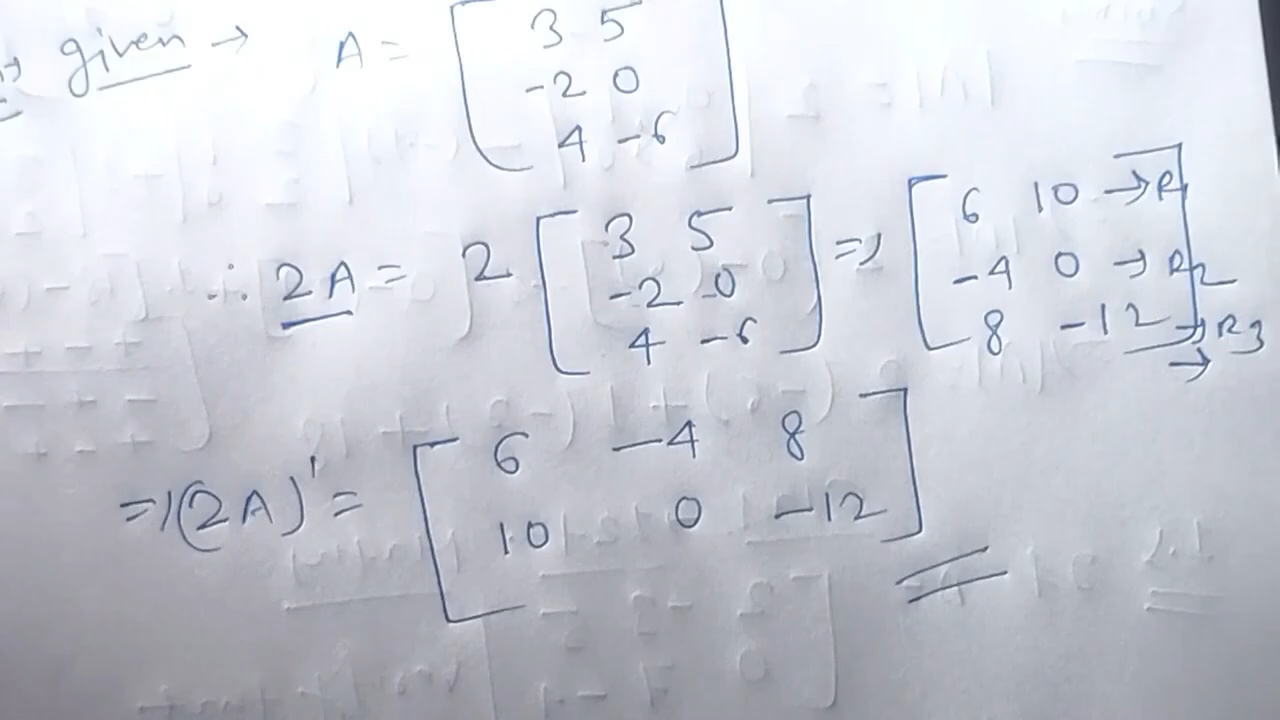 given → A = [ 3 5
-2 0
4 -6 ]
∴ 2A = 2 [ 3 5
-2 0
4 -6 ] => [ 6 10 → R1
-4 0 → R2
8 -12 → R3 ]
→
=> (2A)' = [ 6 -4 8
10 0 -12 ]